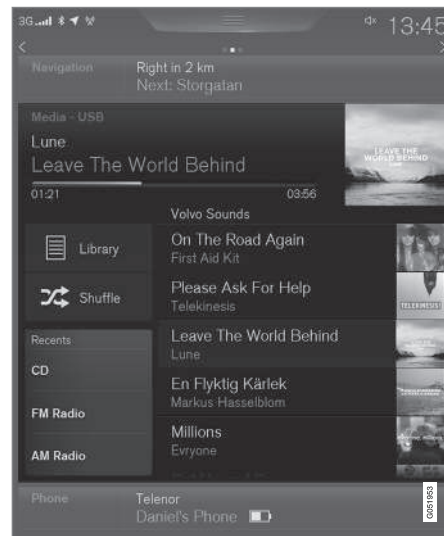 3G
13:45
Navigation
Right in 2 km
Next: Storgatan
Media - USB
Lune
Leave The World Behind
01:21
03:56
LEAVE THE
WORLD BEHIND
Volvo Sounds
Library
Shuffle
On The Road Again
First Aid Kit
Please Ask For Help
Telekinesis
TELEKINESIS!
Leave The World Behind
Lune
En Flyktig Kärlek
Markus Hasselblom
Millions
Evryone
Recents
CD
FM Radio
AM Radio
Phone
Telenor
Daniel's Phone
G051953